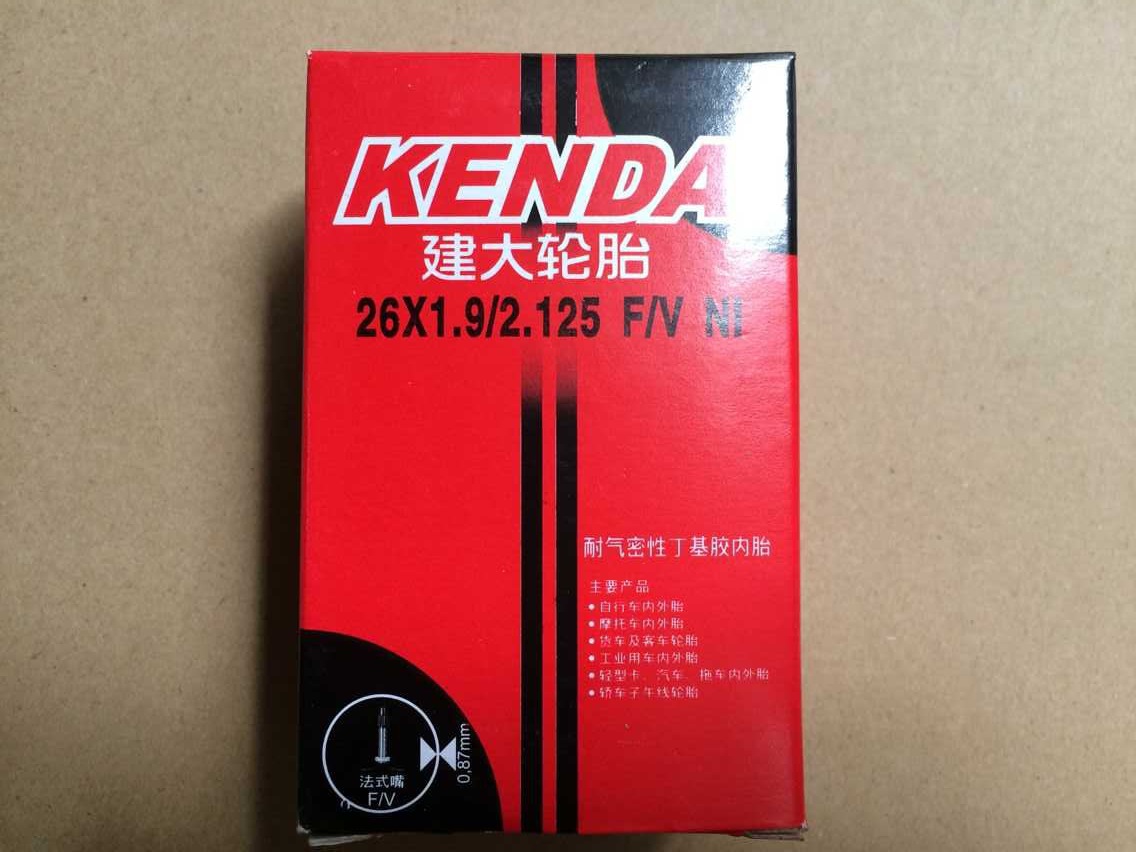 KENDA
建大轮胎
26X1.9/2.125 F/V NI
耐气密性丁基胶内胎
主要产品
•自行车内外胎
•摩托车内外胎
•货车及客车轮胎
•工业用车内外胎
•轻型卡、汽车、拖车内外胎
•轿车子午线轮胎
0,87mm
法式嘴
F/V